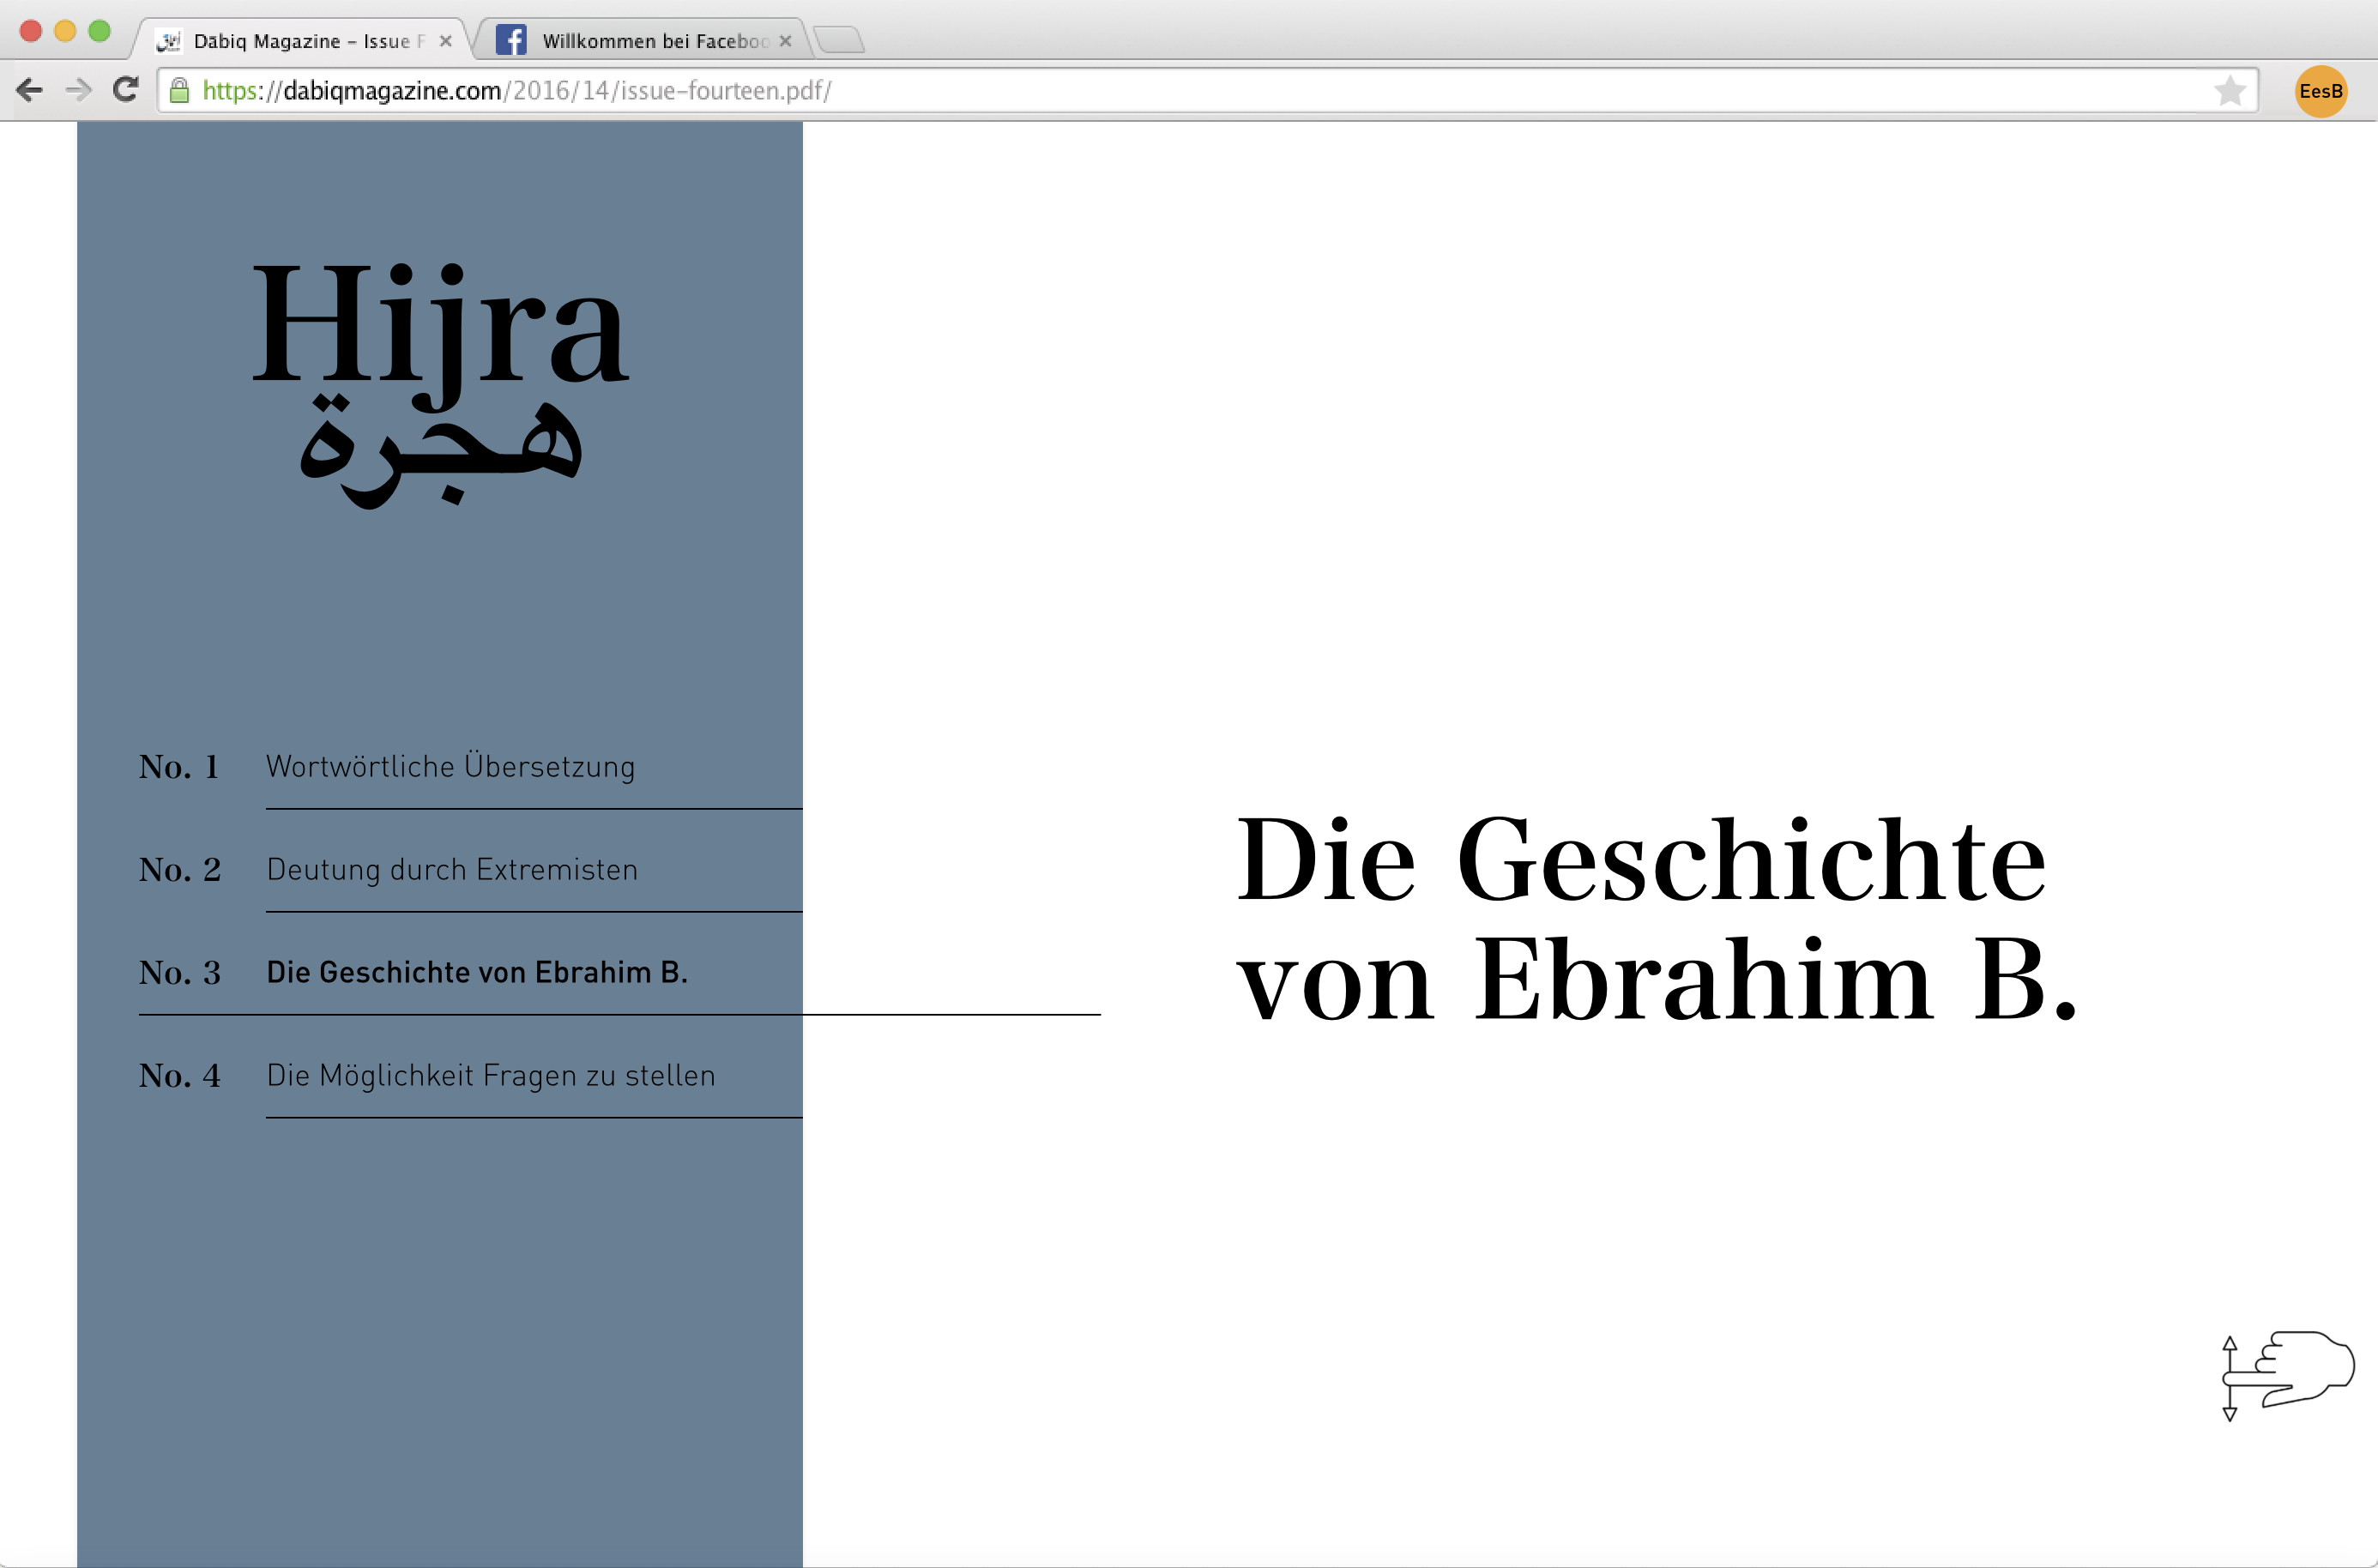 Dabiq Magazine – Issue F
Willkommen bei Faceboo
https://dabiqmagazine.com/2016/14/issue-fourteen.pdf/
EesB
Hijra
هجرة
No. 1 Wortwörtliche Übersetzung
No. 2 Deutung durch Extremisten
No. 3 Die Geschichte von Ebrahim B.
No. 4 Die Möglichkeit Fragen zu stellen
Die Geschichte
von Ebrahim B.